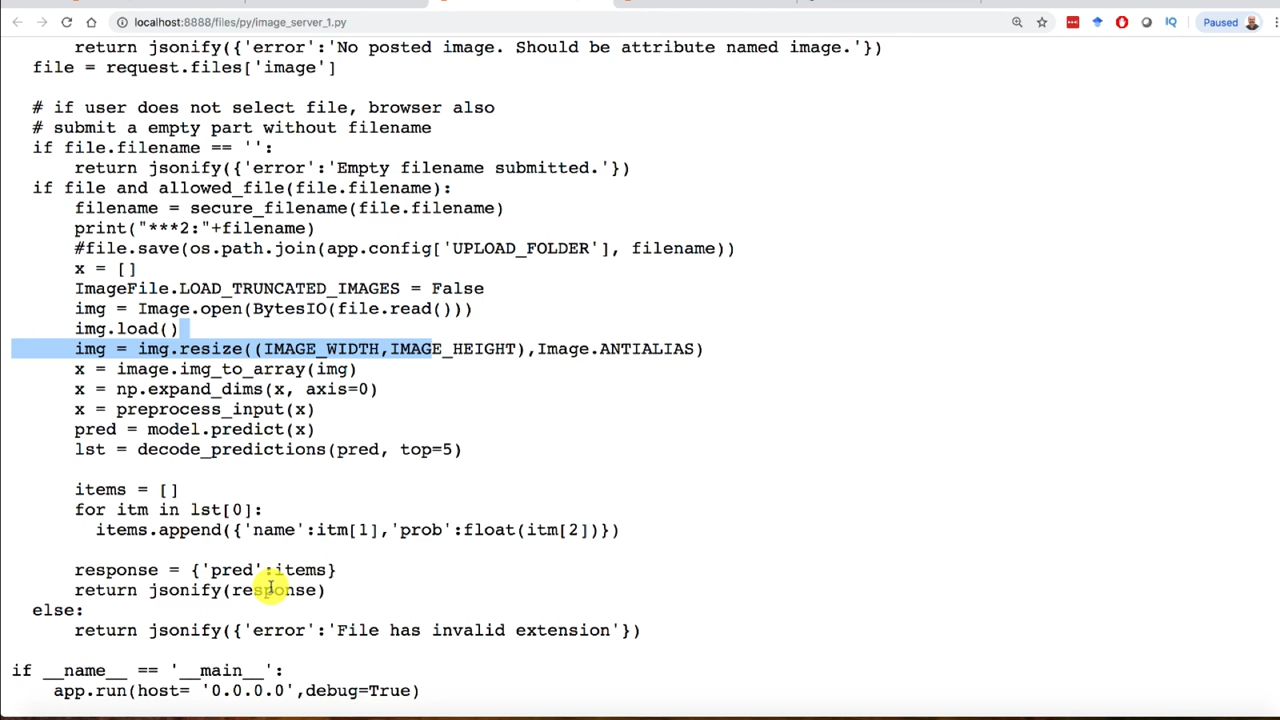 localhost:8888/files/py/image_server_1.py
Paused
return jsonify({'error':'No posted image. Should be attribute named image.'})
file = request.files['image']
# if user does not select file, browser also
# submit a empty part without filename
if file.filename == '':
return jsonify({'error':'Empty filename submitted.'})
if file and allowed_file(file.filename):
filename = secure_filename(file.filename)
print("***2:"+filename)
#file.save(os.path.join(app.config['UPLOAD_FOLDER'], filename))
x = []
ImageFile.LOAD_TRUNCATED_IMAGES = False
img = Image.open(BytesIO(file.read()))
img.load()
img = img.resize((IMAGE_WIDTH,IMAGE_HEIGHT),Image.ANTIALIAS)
x = image.img_to_array(img)
x = np.expand_dims(x, axis=0)
x = preprocess_input(x)
pred = model.predict(x)
lst = decode_predictions(pred, top=5)
items = []
for itm in lst[0]:
items.append({'name':itm[1],'prob':float(itm[2])})
response = {'pred':items}
return jsonify(response)
else:
return jsonify({'error':'File has invalid extension'})
if __name__ == '__main__':
app.run(host= '0.0.0.0',debug=True)